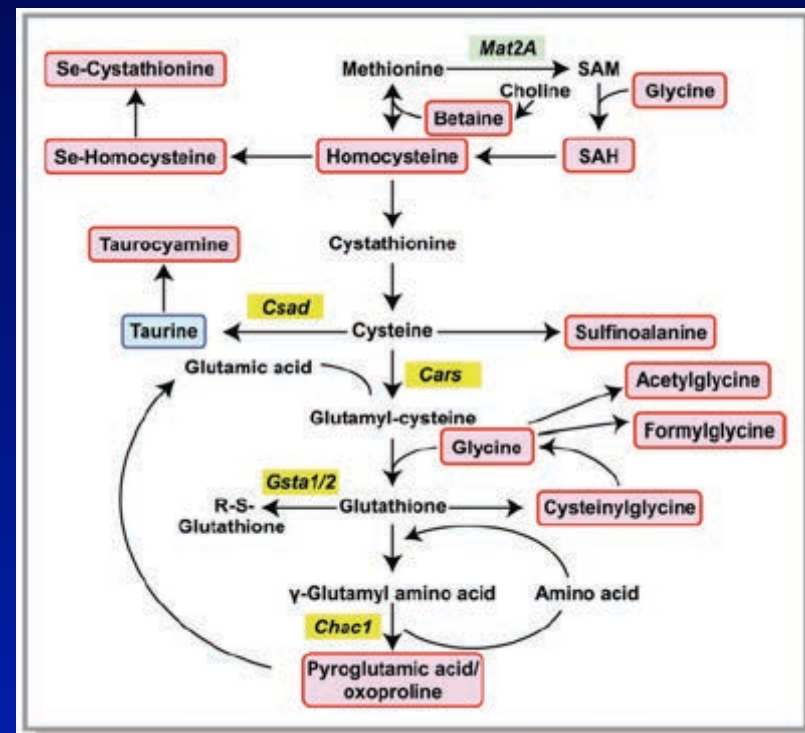 Mat2A
Se-Cystathionine
Methionine
SAM
Choline
Glycine
Betaine
Se-Homocysteine
Homocysteine
SAH
Taurocyamine
Cystathionine
Csad
Taurine
Cysteine
Sulfinoalanine
Glutamic acid
Cars
Acetylglycine
Glutamyl-cysteine
Formylglycine
Glycine
Gsta1/2
R-S-
Glutathione
Glutathione
Cysteinylglycine
γ-Glutamyl amino acid
Amino acid
Chac1
Pyroglutamic acid/
oxoproline